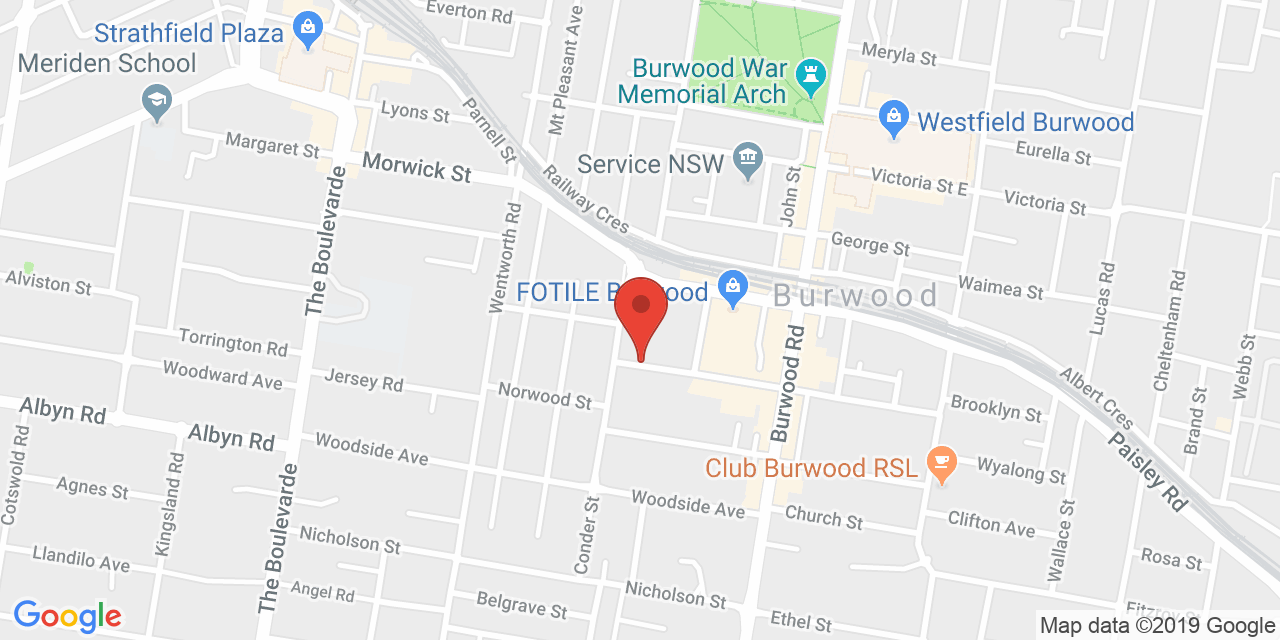 Everton Rd
Strathfield Plaza
Meriden School
Mt Pleasant Ave
Meryla St
Burwood War
Memorial Arch
Lyons St
Parnell St
Westfield Burwood
Margaret St
Morwick St
Service NSW
Eurella St
Railway Cres
John St
Victoria St E
Victoria St
The Boulevarde
Wentworth Rd
George St
Alviston St
Waimea St
Lucas Rd
Cheltenham Rd
FOTILE B
wood
Burwood
Torrington Rd
Woodward Ave
Jersey Rd
Norwood St
Burwood Rd
Albert Cres
Brand St
Webb St
Albyn Rd
Albyn Rd
Brooklyn St
Paisley Rd
Woodside Ave
Club Burwood RSL
Wyalong St
Cotswold Rd
Agnes St
Kingsland Rd
The Boulevarde
Woodside Ave
Conder St
Church St
Clifton Ave
Wallace St
Nicholson St
Llandilo Ave
Rosa St
Angel Rd
Belgrave St
Nicholson St
Ethel St
Fitzroy St
Google
Map data ©2019 Google